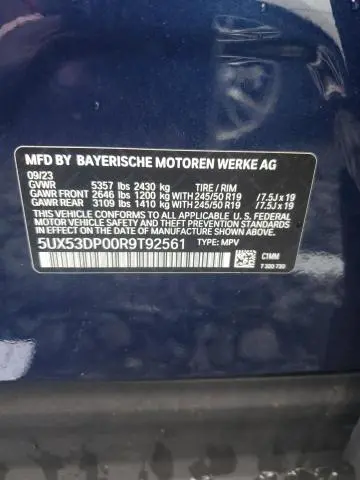 MFD BY BAYERISCHE MOTOREN WERKE AG
09/23
GVWR 5357 lbs 2430 kg TIRE / RIM
GAWR FRONT 2646 lbs 1200 kg WITH 245/50 R19 /7.5J x 19
GAWR REAR 3109 lbs 1410 kg WITH 245/50 R19 /7.5J x 19
THIS VEHICLE CONFORMS TO ALL APPLICABLE FEDERAL
MOTOR VEHICLE SAFETY AND THEFT PREVENTION STANDARDS
IN EFFECT ON THE DATE OF MANUFACTURE SHOWN ABOVE.
5UX53DP00R9T92561 TYPE: MPV
C1MM
7 320 733